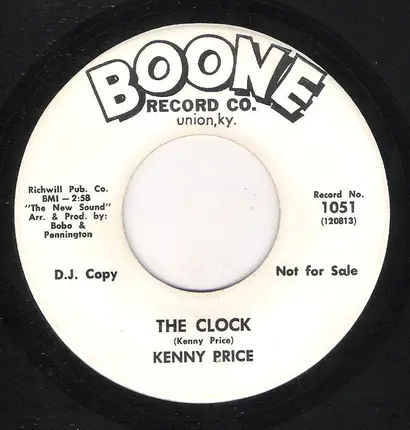 BOONE
RECORD CO.
union,ky.
Richwill Pub. Co.
BMI — 2:58
"The New Sound"
Arr. & Prod. by:
Bobo &
Pennington
Record No.
1051
(120813)
D.J. Copy
Not for Sale
THE CLOCK
(Kenny Price)
KENNY PRICE